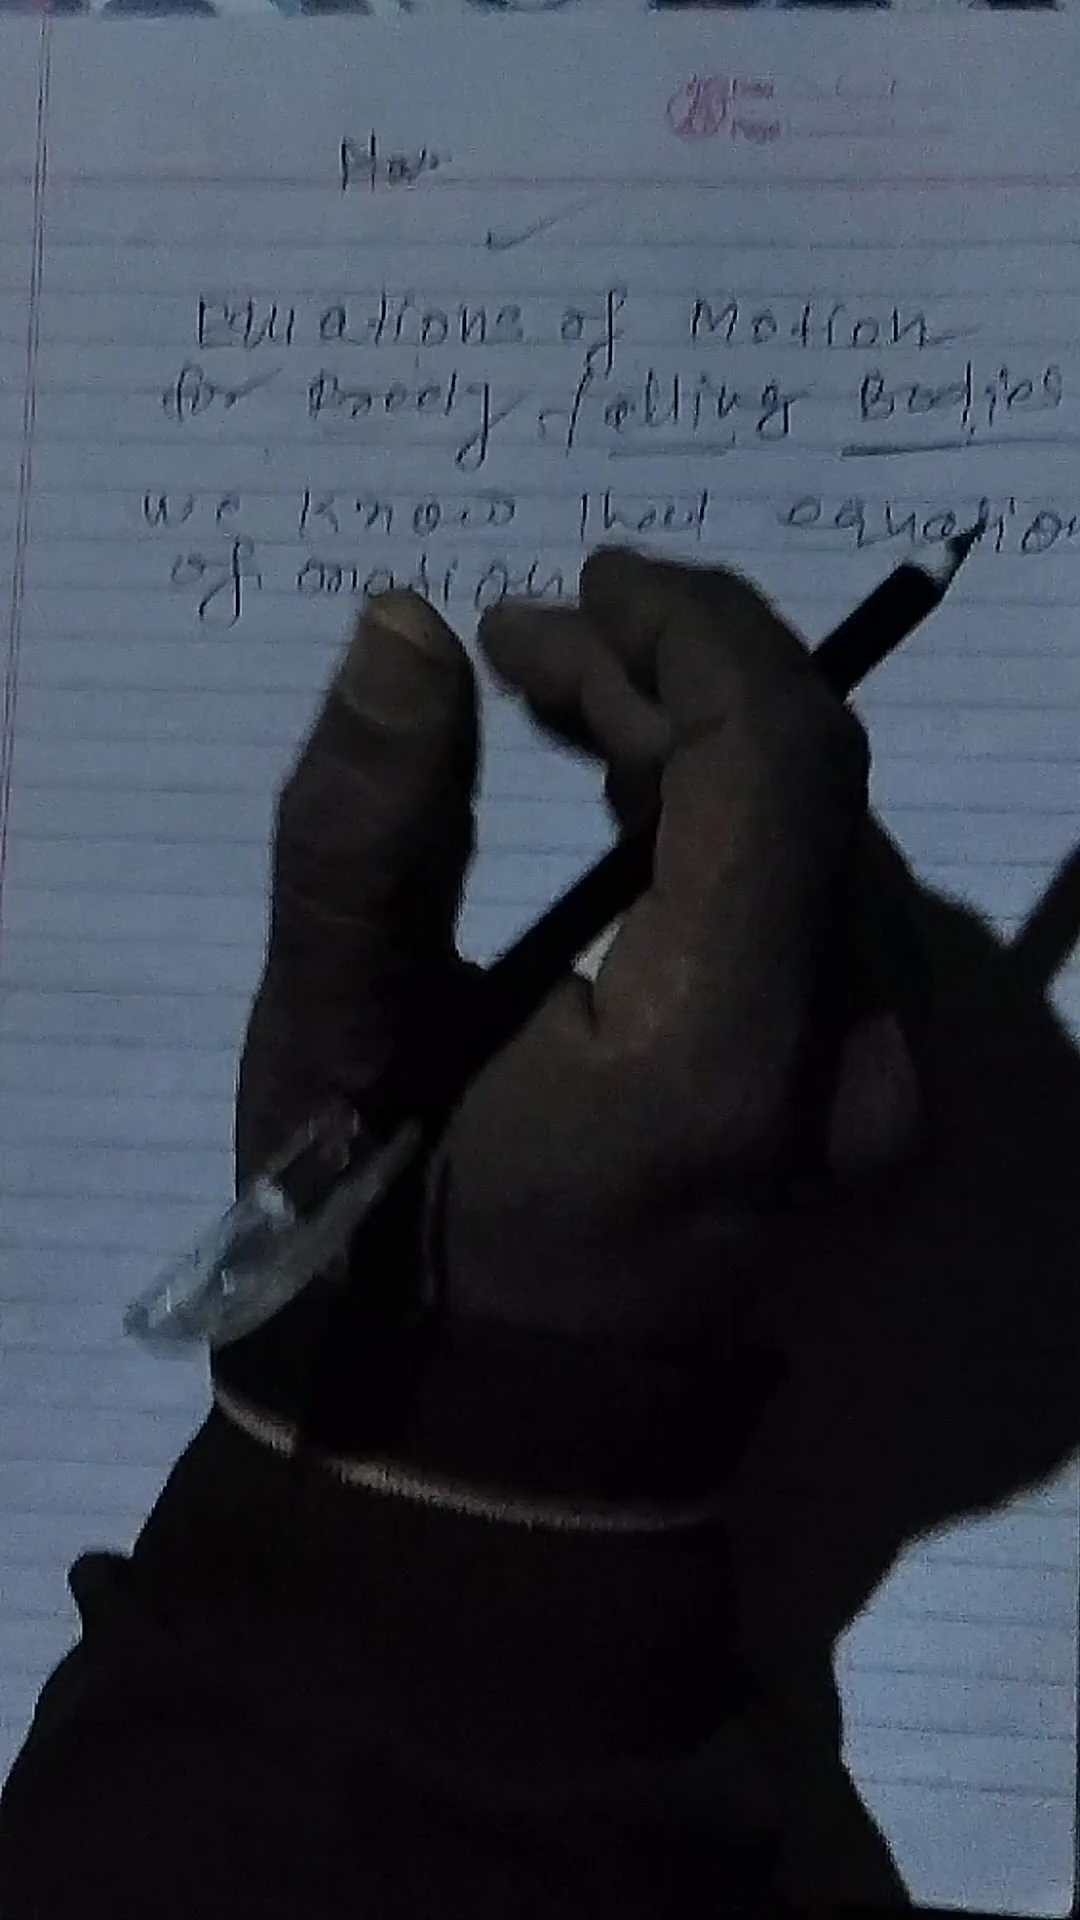 Equations of Motion
for Freely falling Bodies
we know that equation
of motion